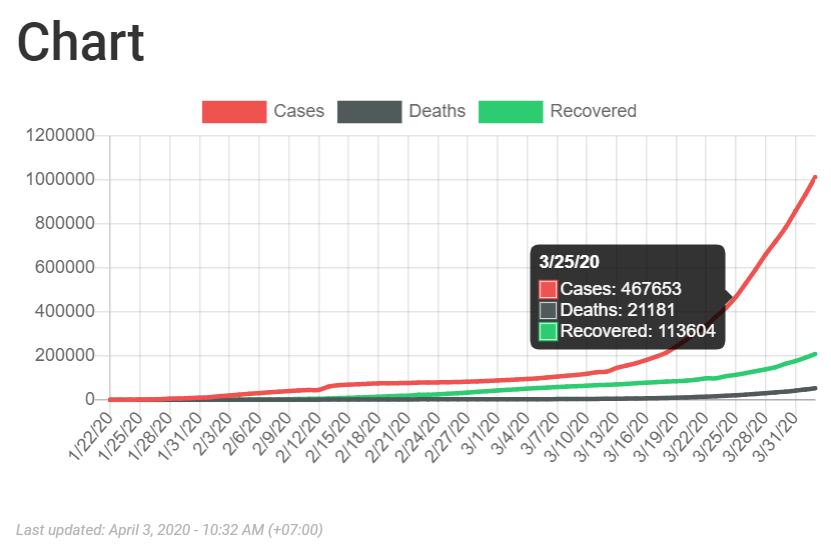 Chart
Cases Deaths Recovered
1200000
1000000
800000
600000
400000
200000
0
3/25/20
Cases: 467653
Deaths: 21181
Recovered: 113604
1/22/20 1/25/20 1/28/20 1/31/20 2/3/20 2/6/20 2/9/20 2/12/20 2/15/20 2/18/20 2/21/20 2/24/20 2/27/20 3/1/20 3/4/20 3/7/20 3/10/20 3/13/20 3/16/20 3/19/20 3/22/20 3/25/20 3/28/20 3/31/20
Last updated: April 3, 2020 - 10:32 AM (+07:00)